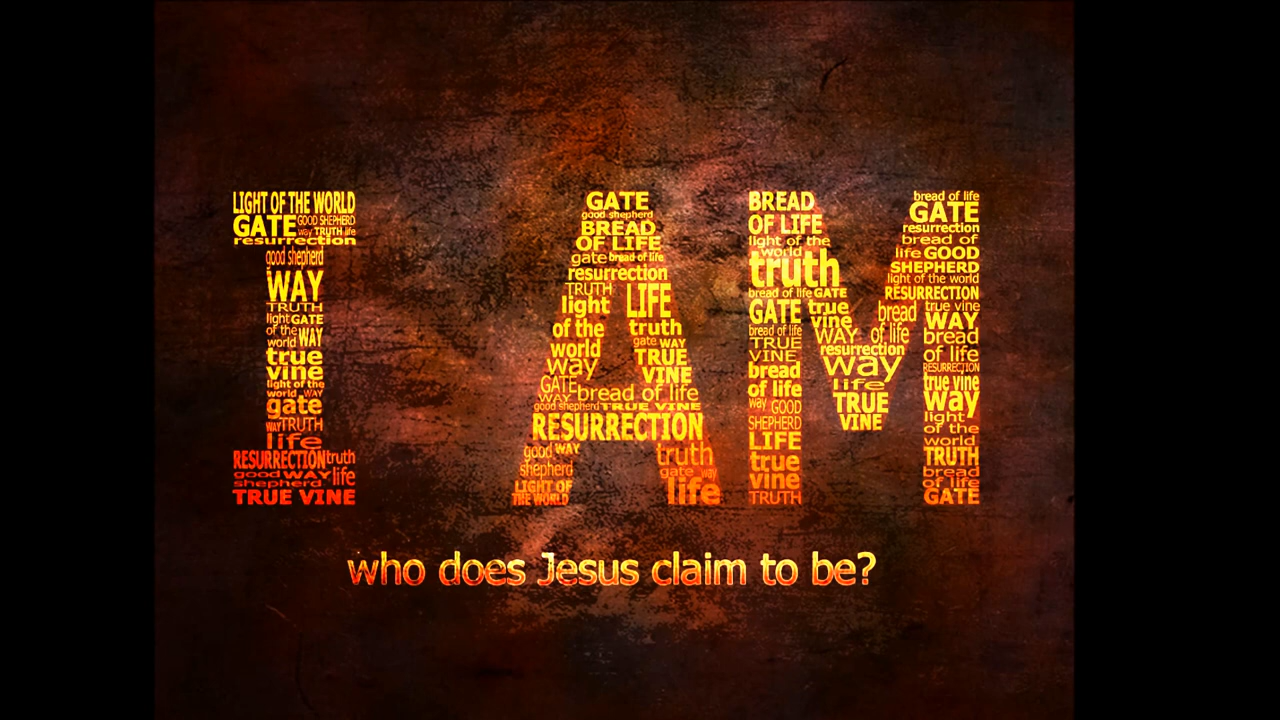 LIGHT OF THE WORLD
GATE GOOD SHEPHERD
way TRUTH life
resurrection
good shepherd
WAY
TRUTH
light GATE
of the WAY
world
true
vine
light of the
world WAY
gate
WAY TRUTH
life
RESURRECTION truth
good WAY life
shepherd
TRUE VINE
GATE
good shepherd
BREAD
OF LIFE
gate bread of life
resurrection
TRUTH LIFE
light
of the truth
world gate WAY
way TRUE
VINE
GATE bread of life
WAY
good shepherd TRUE VINE
RESURRECTION
good WAY truth
shepherd gate way
LIGHT OF life
THE WORLD
BREAD
OF LIFE
light of the
world
truth
bread of life GATE
GATE true
vine
bread of life WAY
TRUE
VINE
bread
of life
way GOOD
SHEPHERD
LIFE
true
vine
TRUTH
resurrection
way
life
TRUE
VINE
bread of life
GATE
resurrection
bread of
life GOOD
SHEPHERD
light of the world
RESURRECTION
bread true vine
of life WAY
bread
of life
RESURRECTION
true vine
way
light
of the
world
TRUTH
bread
of life
GATE
who does Jesus claim to be?